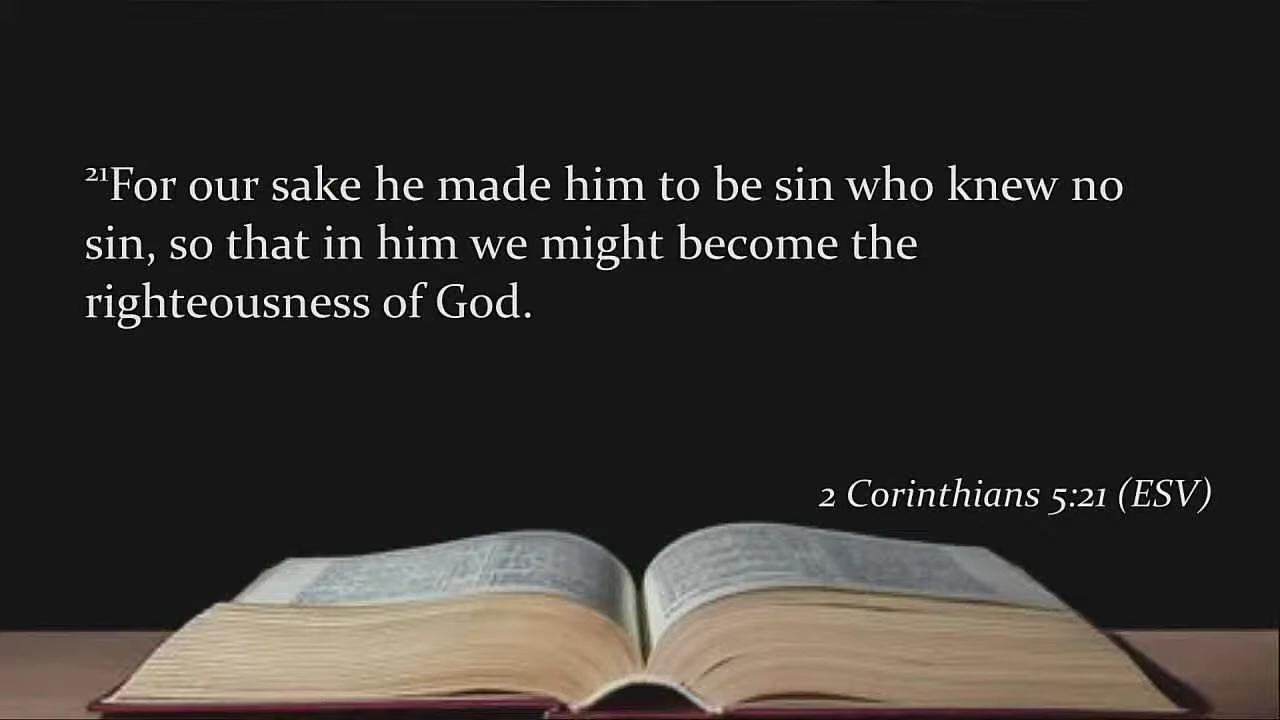 21For our sake he made him to be sin who knew no
sin, so that in him we might become the
righteousness of God.
2 Corinthians 5:21 (ESV)